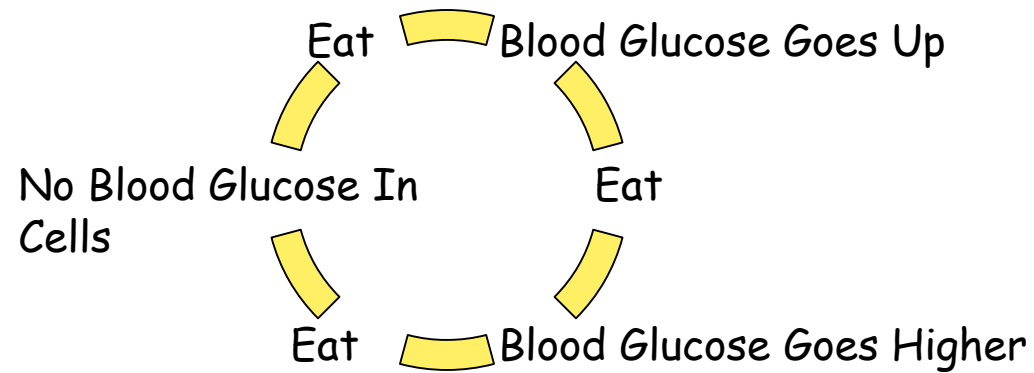 Eat
Blood Glucose Goes Up
Eat
Blood Glucose Goes Higher
Eat
No Blood Glucose In
Cells